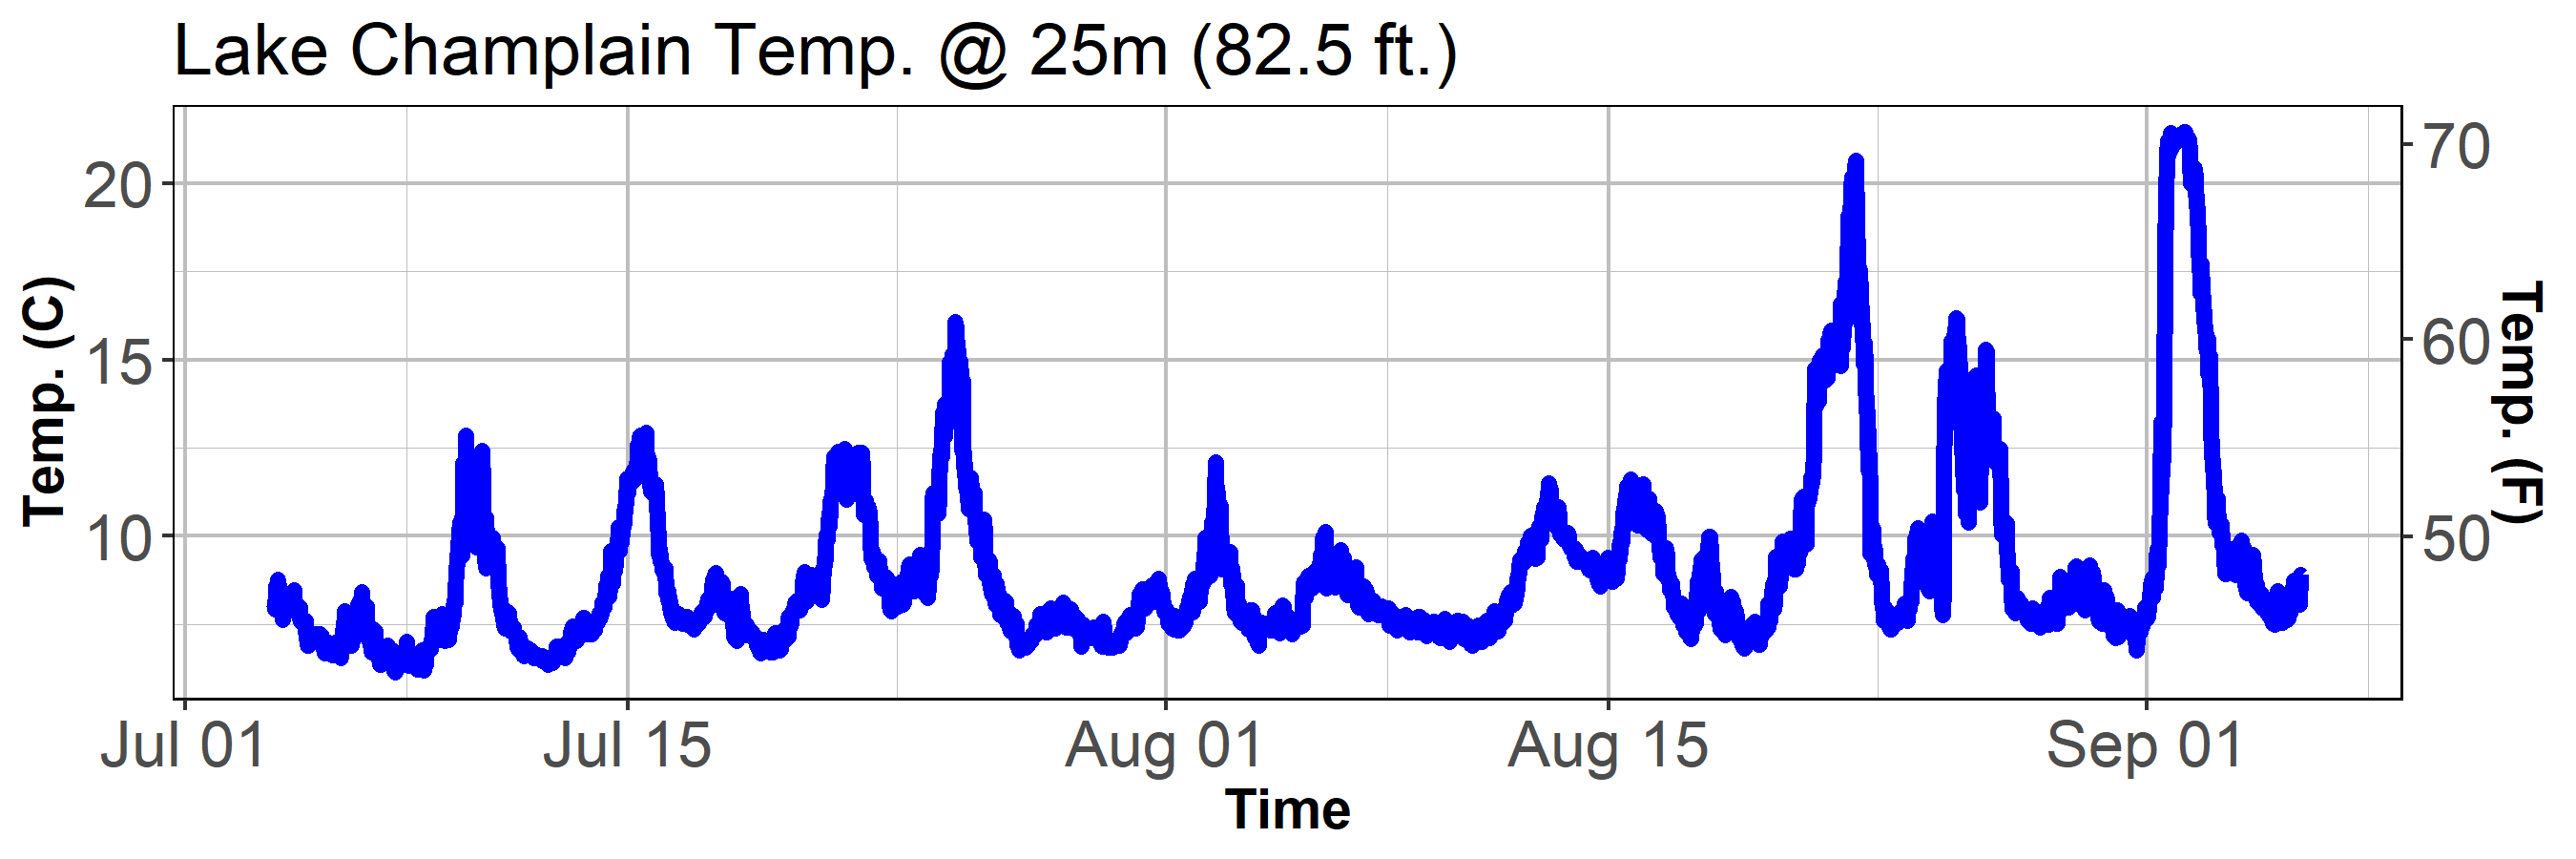 Lake Champlain Temp. @ 25m (82.5 ft.)
Temp. (C)
20
15
10
70
60
50
Temp. (F)
Jul 01
Jul 15
Aug 01
Aug 15
Sep 01
Time